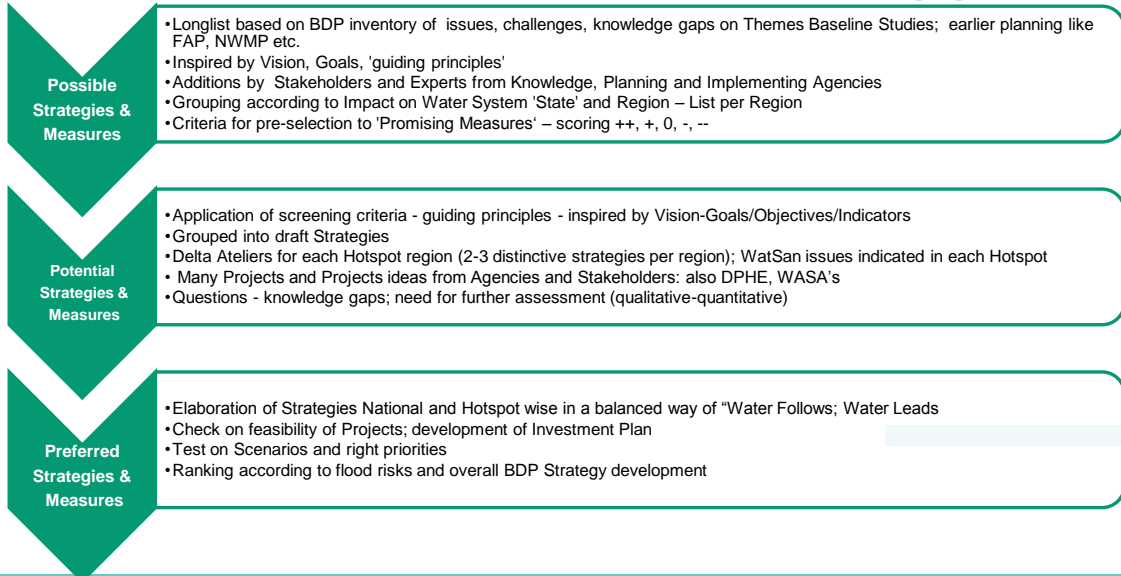 Possible
Strategies &
Measures
•Longlist based on BDP inventory of issues, challenges, knowledge gaps on Themes Baseline Studies; earlier planning like
FAP, NWMP etc.
•Inspired by Vision, Goals, 'guiding principles'
•Additions by Stakeholders and Experts from Knowledge, Planning and Implementing Agencies
•Grouping according to Impact on Water System 'State' and Region – List per Region
•Criteria for pre-selection to 'Promising Measures‘ – scoring ++, +, 0, -, --
Potential
Strategies &
Measures
•Application of screening criteria - guiding principles - inspired by Vision-Goals/Objectives/Indicators
•Grouped into draft Strategies
•Delta Ateliers for each Hotspot region (2-3 distinctive strategies per region); WatSan issues indicated in each Hotspot
• Many Projects and Projects ideas from Agencies and Stakeholders: also DPHE, WASA's
•Questions - knowledge gaps; need for further assessment (qualitative-quantitative)
Preferred
Strategies &
Measures
•Elaboration of Strategies National and Hotspot wise in a balanced way of “Water Follows; Water Leads
•Check on feasibility of Projects; development of Investment Plan
•Test on Scenarios and right priorities
•Ranking according to flood risks and overall BDP Strategy development